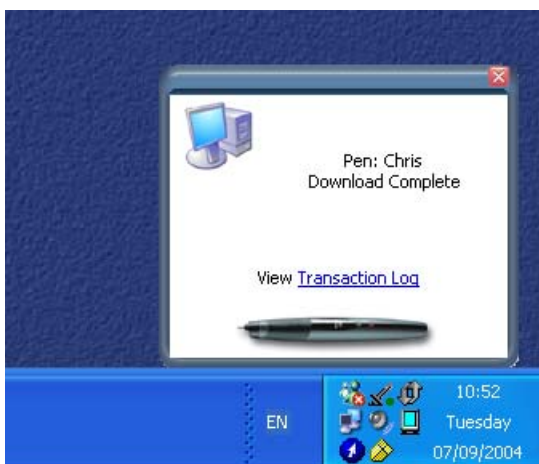 Pen: Chris
Download Complete
View Transaction Log
EN
10:52
Tuesday
07/09/2004